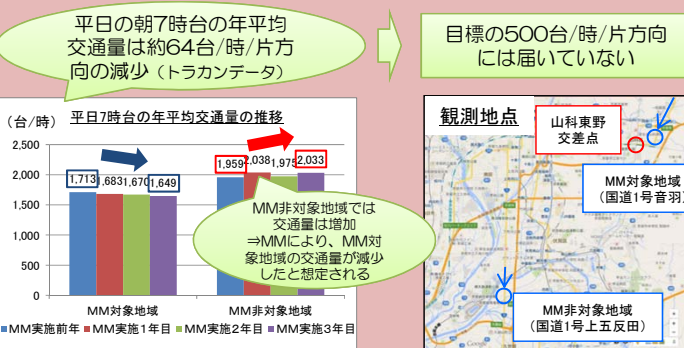 平日の朝7時台の年平均
交通量は約64台/時/片方
向の減少（トラカンデータ）
目標の500台/時/片方向
には届いていない
（台/時）
平日7時台の年平均交通量の推移
2,500
2,000
1,500
1,000
500
0
1,713
1,683
1,670
1,649
1,959
2,038
1,975
2,033
MM非対象地域では
交通量は増加
⇒MMにより、MM対
象地域の交通量が減少
したと想定される
MM対象地域
MM非対象地域
■MM実施前年 ■MM実施1年目 ■MM実施2年目 ■MM実施3年目
観測地点
山科東野
交差点
MM対象地域
（国道1号音羽）
MM非対象地域
（国道1号上五反田）
Google